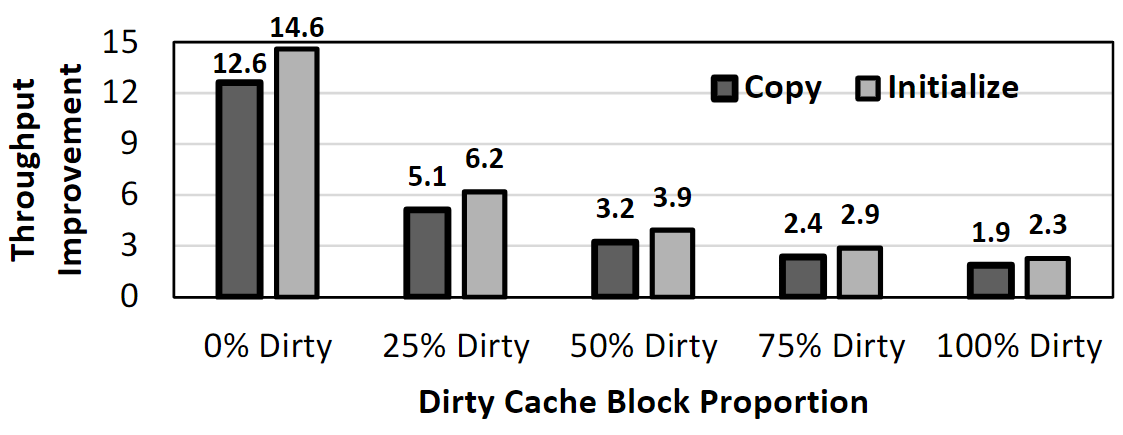 Throughput
Improvement
15
12
9
6
3
0
12.6
14.6
5.1
6.2
3.2
3.9
2.4
2.9
1.9
2.3
Copy
Initialize
0% Dirty
25% Dirty
50% Dirty
75% Dirty
100% Dirty
Dirty Cache Block Proportion